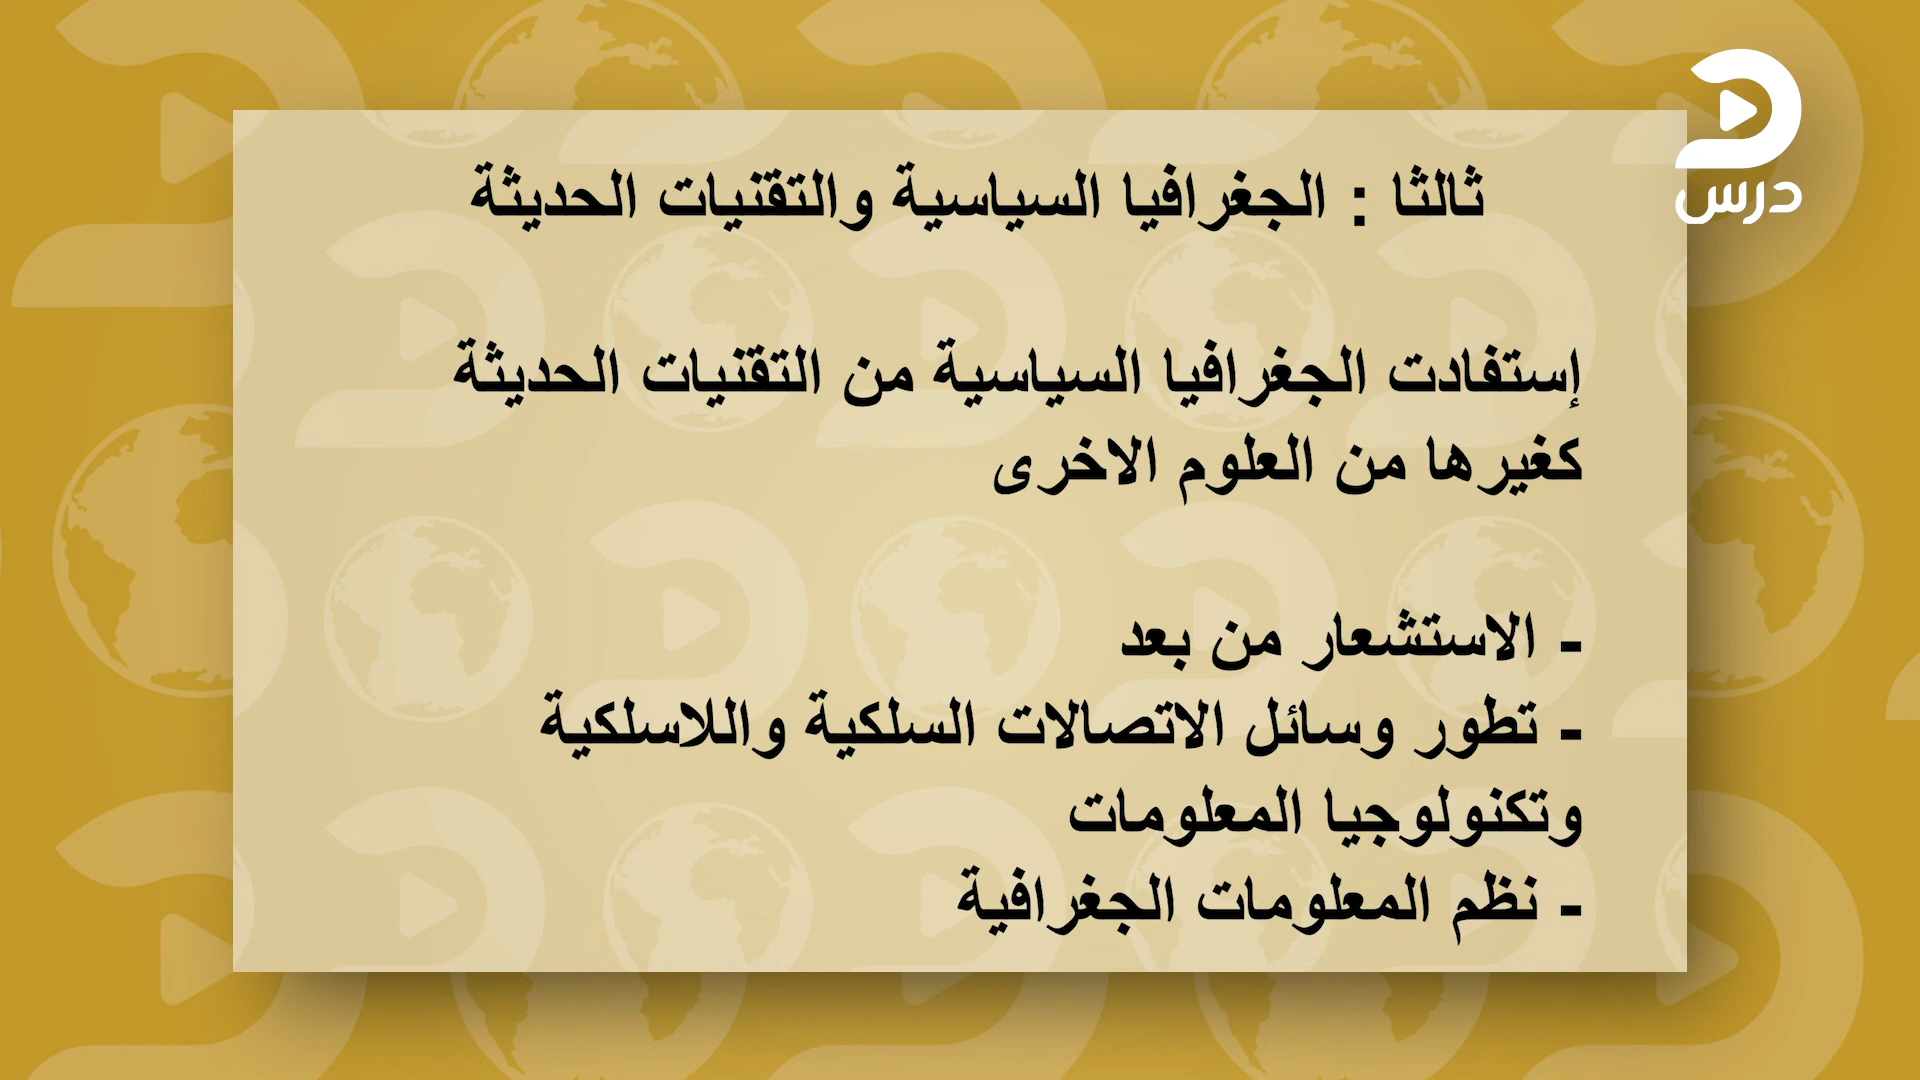 درس
ثالثا : الجغرافيا السياسية والتقنيات الحديثة
إستفادت الجغرافيا السياسية من التقنيات الحديثة
كغيرها من العلوم الاخرى
- الاستشعار من بعد
- تطور وسائل الاتصالات السلكية واللاسلكية
وتكنولوجيا المعلومات
- نظم المعلومات الجغرافية